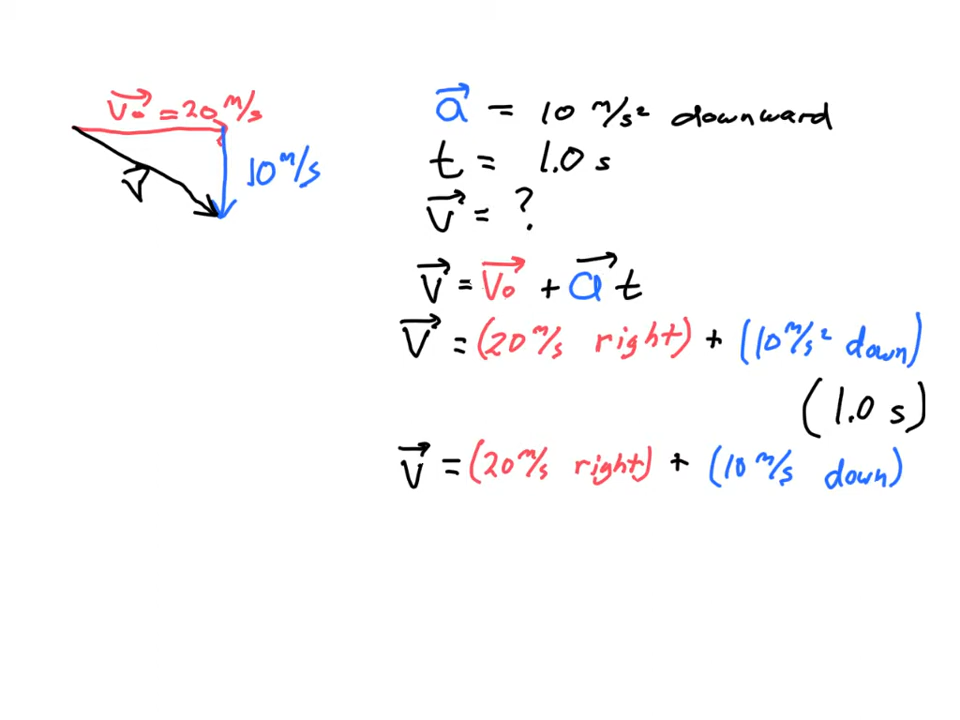 v₀ = 20 m/s
10 m/s
v
a = 10 m/s² downward
t = 1.0 s
v = ?
v = v₀ + a t
v = (20 m/s right) + (10 m/s² down)
(1.0 s)
v = (20 m/s right) + (10 m/s down)